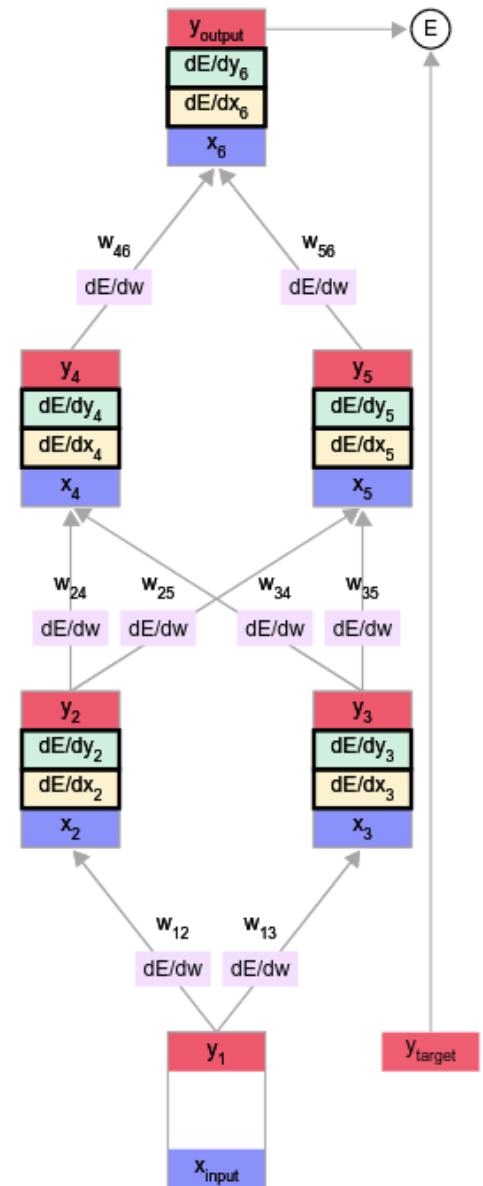 y_output E
dE/dy_6
dE/dx_6
x_6
w_46 w_56
dE/dw dE/dw
y_4 y_5
dE/dy_4 dE/dy_5
dE/dx_4 dE/dx_5
x_4 x_5
w_24 w_25 w_34 w_35
dE/dw dE/dw dE/dw dE/dw
y_2 y_3
dE/dy_2 dE/dy_3
dE/dx_2 dE/dx_3
x_2 x_3
w_12 w_13
dE/dw dE/dw
y_1 y_target
x_input